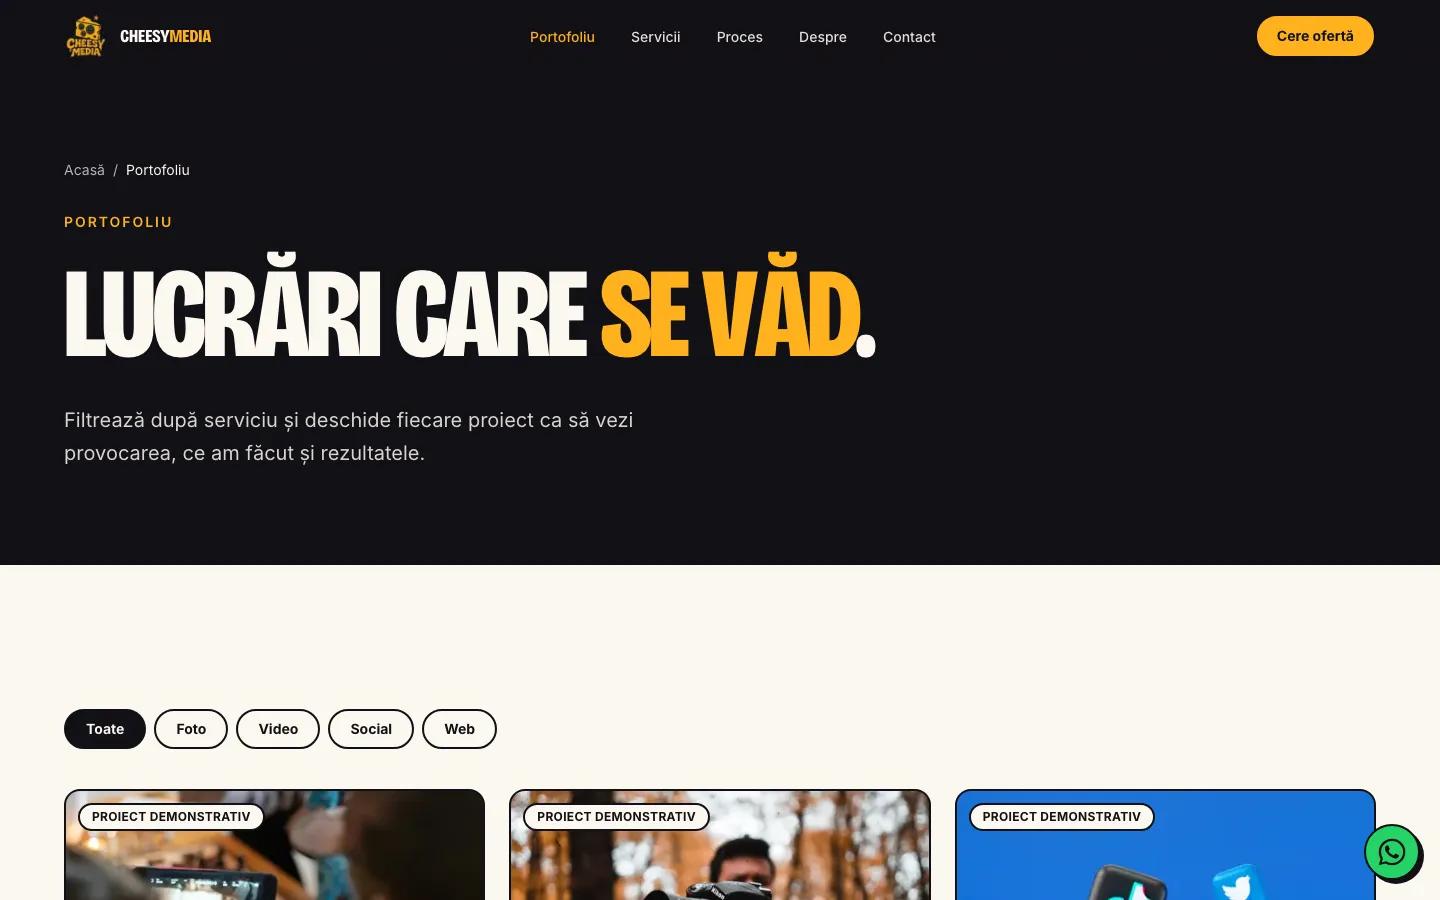 CHEESY MEDIA
CHEESYMEDIA
Portofoliu
Servicii
Proces
Despre
Contact
Cere ofertă
Acasă / Portofoliu
PORTOFOLIU
LUCRĂRI CARE SE VĂD.
Filtrează după serviciu și deschide fiecare proiect ca să vezi
provocarea, ce am făcut și rezultatele.
Toate
Foto
Video
Social
Web
PROIECT DEMONSTRATIV
PROIECT DEMONSTRATIV
PROIECT DEMONSTRATIV